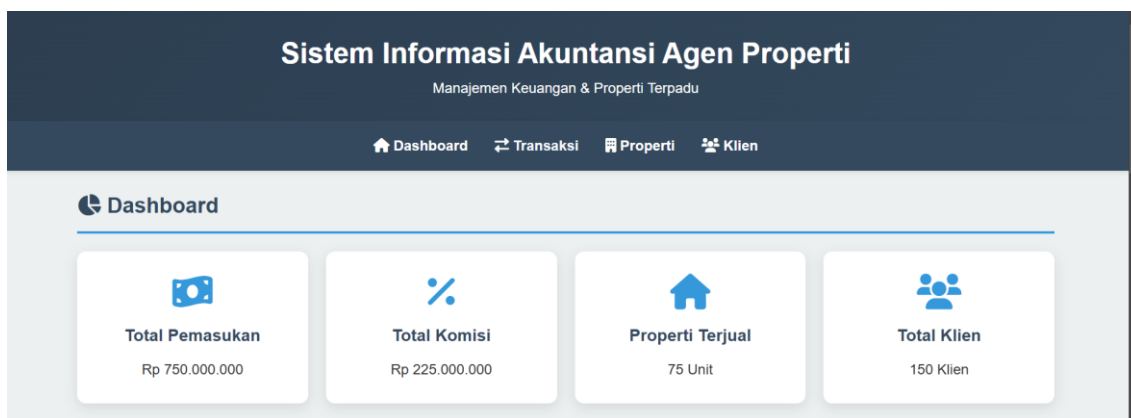 Sistem Informasi Akuntansi Agen Properti
Manajemen Keuangan & Properti Terpadu
Dashboard Transaksi Properti Klien
Dashboard
Total Pemasukan
Rp 750.000.000
Total Komisi
Rp 225.000.000
Properti Terjual
75 Unit
Total Klien
150 Klien